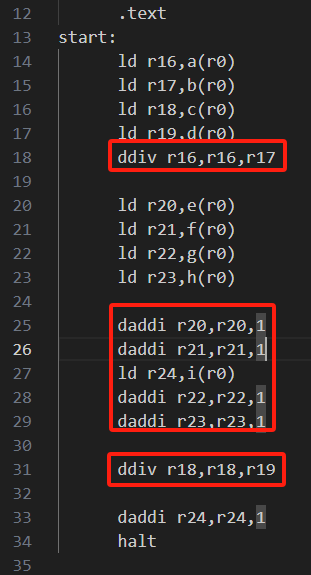 12 .text
13 start:
14 ld r16,a(r0)
15 ld r17,b(r0)
16 ld r18,c(r0)
17 ld r19,d(r0)
18 ddiv r16,r16,r17
19
20 ld r20,e(r0)
21 ld r21,f(r0)
22 ld r22,g(r0)
23 ld r23,h(r0)
24
25 daddi r20,r20,1
26 daddi r21,r21,1
27 ld r24,i(r0)
28 daddi r22,r22,1
29 daddi r23,r23,1
30
31 ddiv r18,r18,r19
32
33 daddi r24,r24,1
34 halt
35